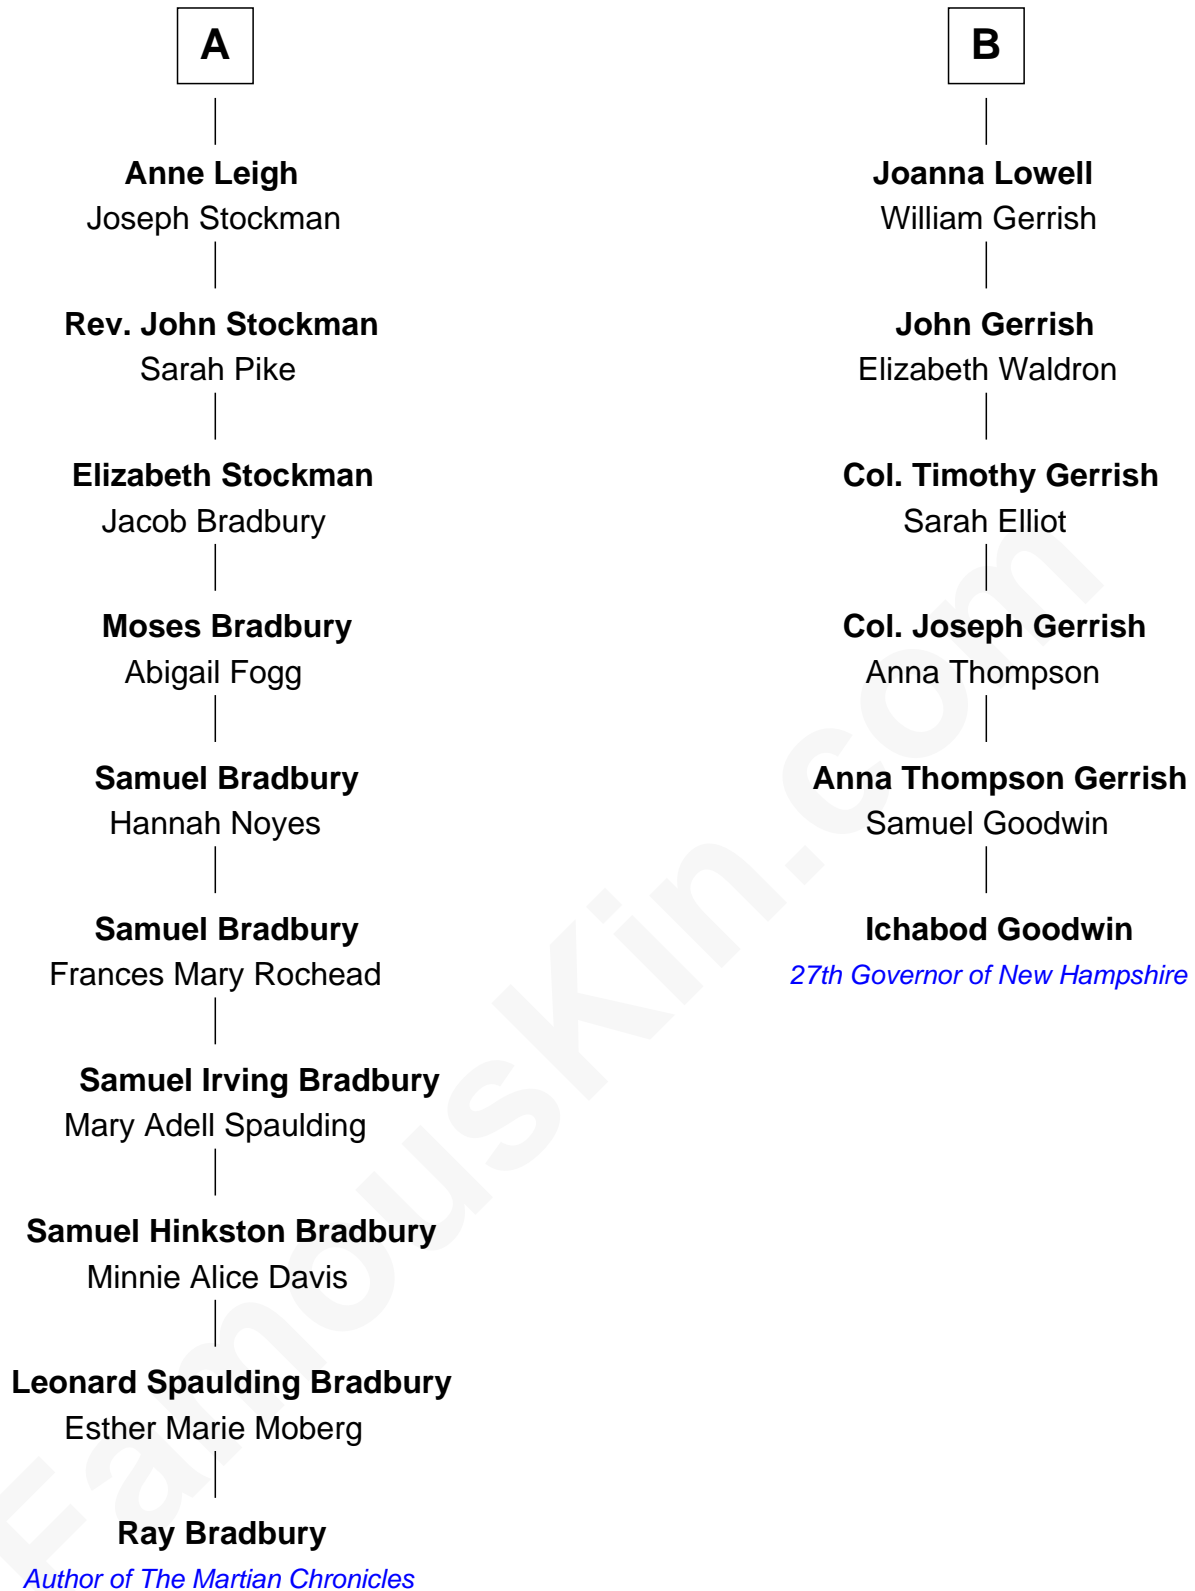 A
Anne Leigh
Joseph Stockman
Rev. John Stockman
Sarah Pike
Elizabeth Stockman
Jacob Bradbury
Moses Bradbury
Abigail Fogg
Samuel Bradbury
Hannah Noyes
Samuel Bradbury
Frances Mary Rochead
Samuel Irving Bradbury
Mary Adell Spaulding
Samuel Hinkston Bradbury
Minnie Alice Davis
Leonard Spaulding Bradbury
Esther Marie Moberg
Ray Bradbury
Author of The Martian Chronicles
B
Joanna Lowell
William Gerrish
John Gerrish
Elizabeth Waldron
Col. Timothy Gerrish
Sarah Elliot
Col. Joseph Gerrish
Anna Thompson
Anna Thompson Gerrish
Samuel Goodwin
Ichabod Goodwin
27th Governor of New Hampshire
FamousKin.com